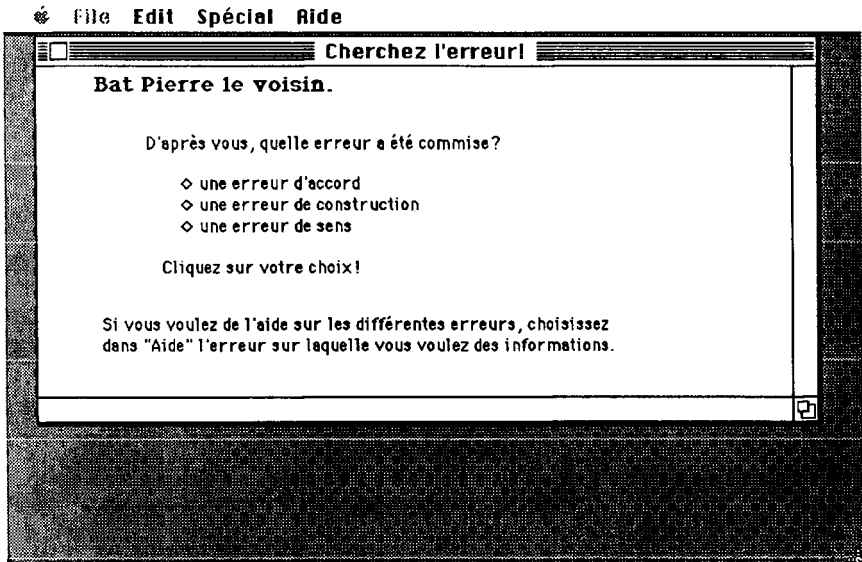 File Edit Spécial Aide
Cherchez l'erreur!
Bat Pierre le voisin.
D'après vous, quelle erreur a été commise?
◇ une erreur d'accord
◇ une erreur de construction
◇ une erreur de sens
Cliquez sur votre choix!
Si vous voulez de l'aide sur les différentes erreurs, choisissez
dans "Aide" l'erreur sur laquelle vous voulez des informations.